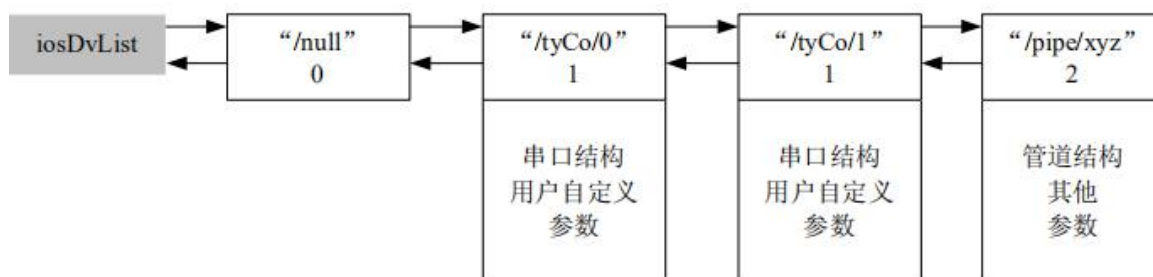 iosDvList
“/null”
0
“/tyCo/0”
1
串口结构
用户自定义
参数
“/tyCo/1”
1
串口结构
用户自定义
参数
“/pipe/xyz”
2
管道结构
其他
参数